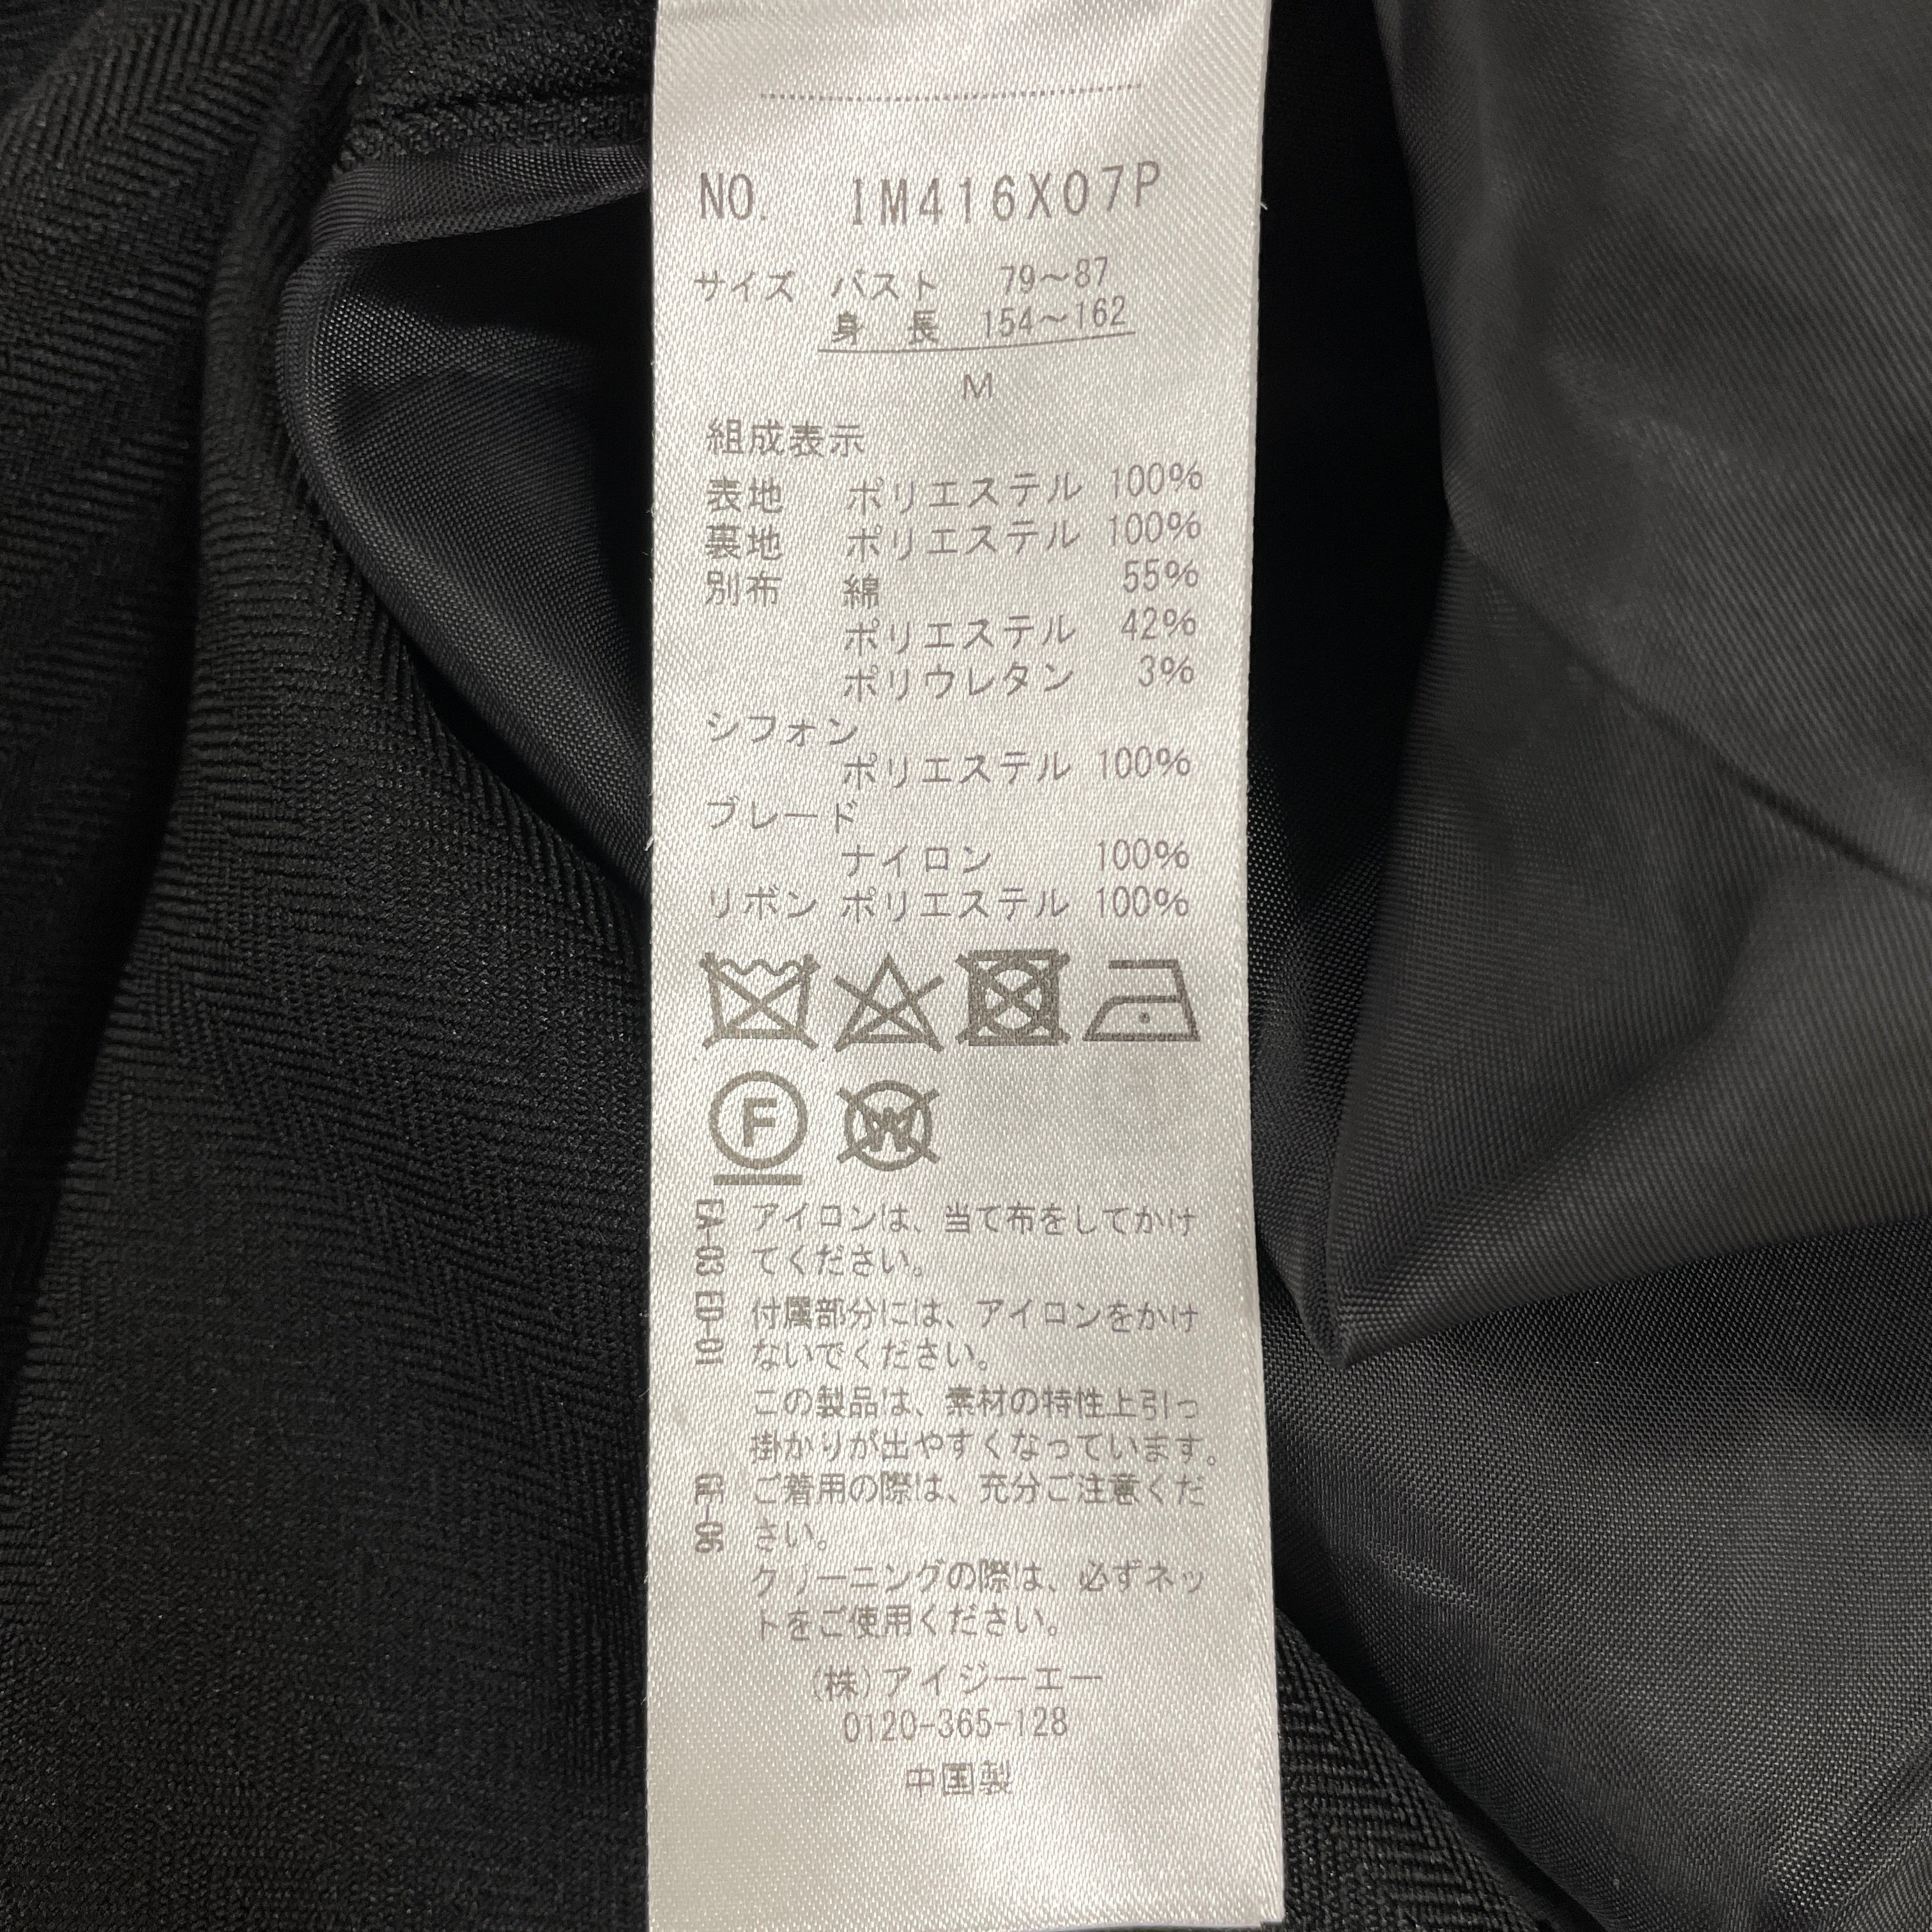 NO. IM416X07P
サイズ バスト 79〜87
身 長 154〜162
M
組成表示
表地 ポリエステル 100%
裏地 ポリエステル 100%
別布 綿 55%
ポリエステル 42%
ポリウレタン 3%
シフォン
ポリエステル 100%
ブレード
ナイロン 100%
リボン ポリエステル 100%
F W
EA-03 アイロンは、当て布をしてかけ
てください。
ED-01 付属部分には、アイロンをかけ
ないでください。
この製品は、素材の特性上引っ
掛かりが出やすくなっています。
ご着用の際は、充分ご注意くだ
さい。
クリーニングの際は、必ずネッ
トをご使用ください。
(株)アイジーエー
0120-365-128
中国製